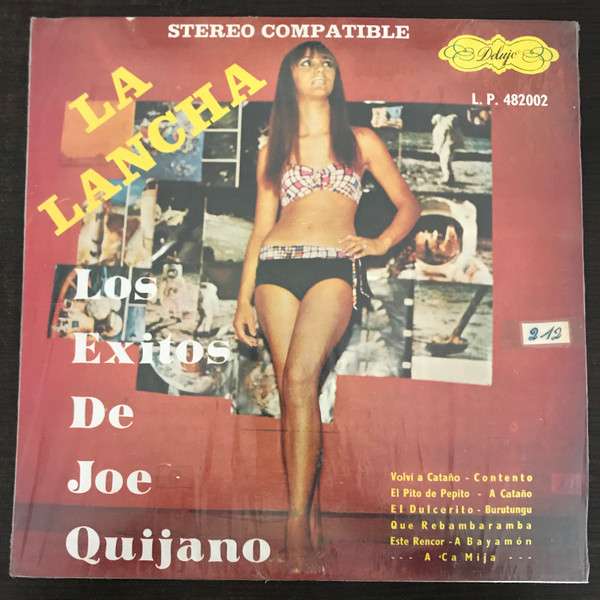 STEREO COMPATIBLE
Delujo
L. P. 482002
LA
LANCHA
Los
Exitos
De
Joe
Quijano
212
Volví a Cataño - Contento
El Pito de Pepito - A Cataño
El Dulcerito - Burutungu
Que Rebambaramba
Este Rencor - A Bayamón
--- A Ca Mija ---